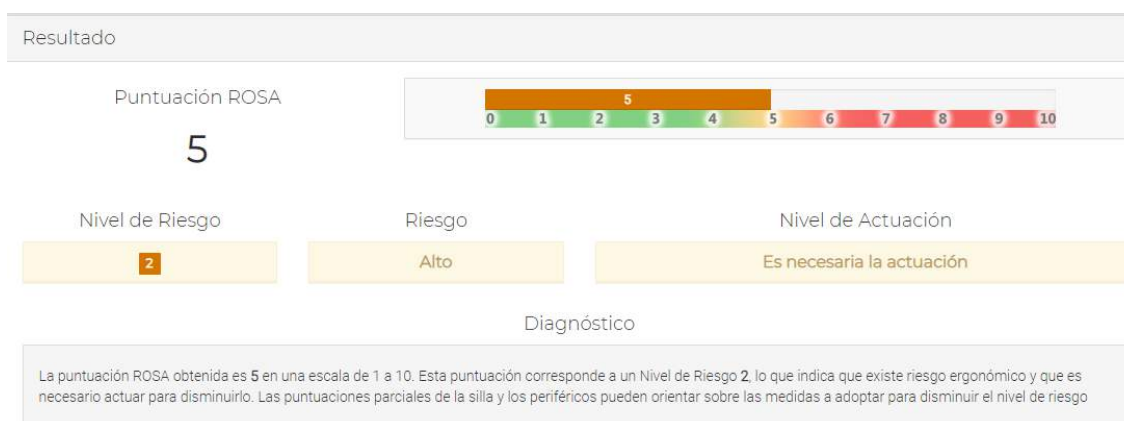 Resultado
Puntuación ROSA
5
5
0 1 2 3 4 5 6 7 8 9 10
Nivel de Riesgo
Riesgo
Nivel de Actuación
2
Alto
Es necesaria la actuación
Diagnóstico
La puntuación ROSA obtenida es 5 en una escala de 1 a 10. Esta puntuación corresponde a un Nivel de Riesgo 2, lo que indica que existe riesgo ergonómico y que es
necesario actuar para disminuirlo. Las puntuaciones parciales de la silla y los periféricos pueden orientar sobre las medidas a adoptar para disminuir el nivel de riesgo